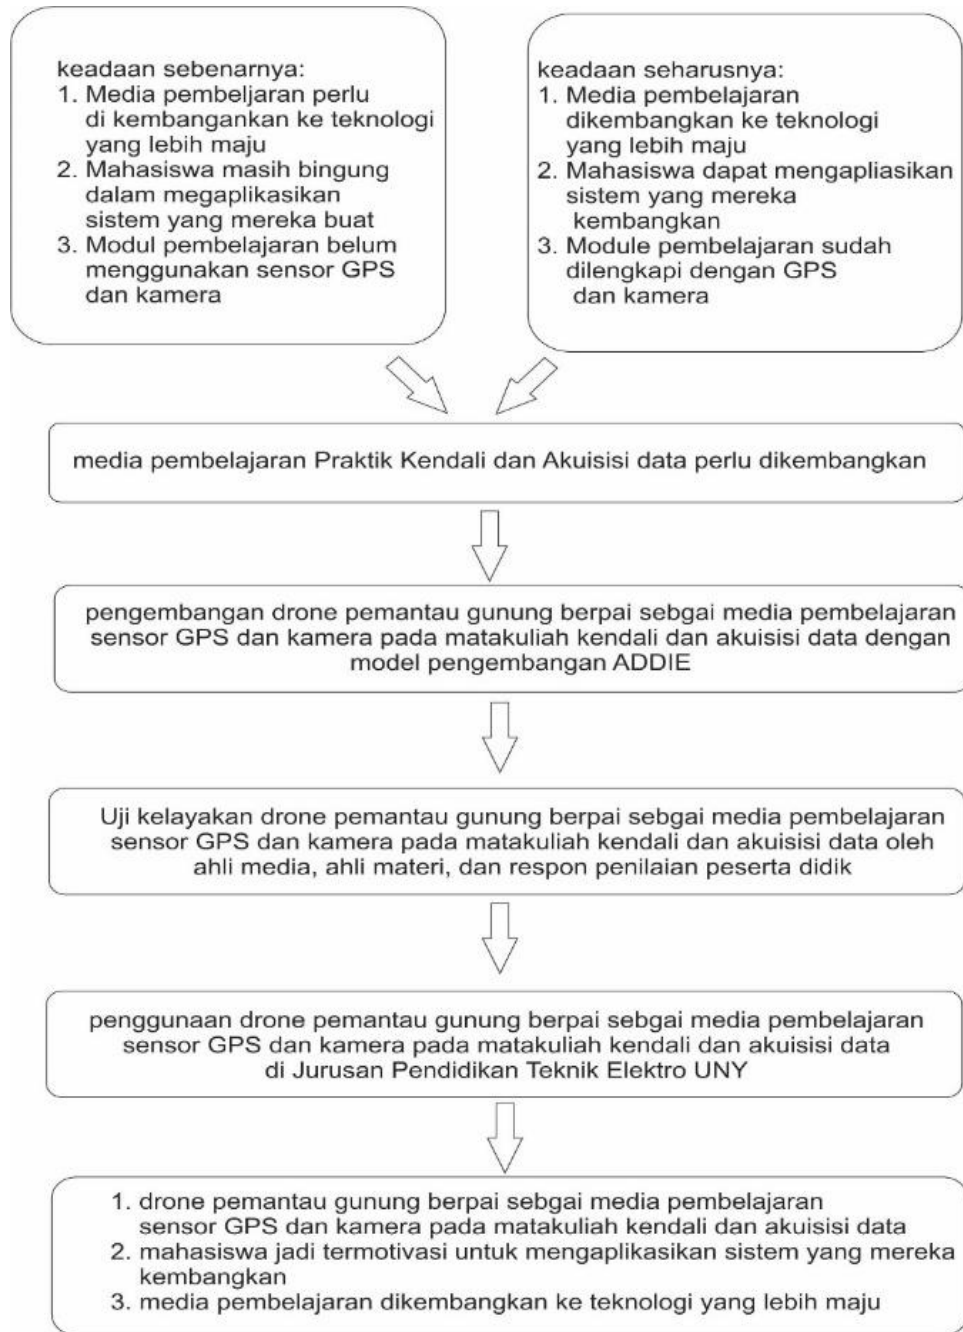 keadaan sebenarnya:
1. Media pembeljaran perlu
di kembangankan ke teknologi
yang lebih maju
2. Mahasiswa masih bingung
dalam megaplikasikan
sistem yang mereka buat
3. Modul pembelajaran belum
menggunakan sensor GPS
dan kamera
keadaan seharusnya:
1. Media pembelajaran
dikembangkan ke teknologi
yang lebih maju
2. Mahasiswa dapat mengapliasikan
sistem yang mereka
kembangkan
3. Module pembelajaran sudah
dilengkapi dengan GPS
dan kamera
media pembelajaran Praktik Kendali dan Akuisisi data perlu dikembangkan
pengembangan drone pemantau gunung berpai sebgai media pembelajaran
sensor GPS dan kamera pada matakuliah kendali dan akuisisi data dengan
model pengembangan ADDIE
Uji kelayakan drone pemantau gunung berpai sebgai media pembelajaran
sensor GPS dan kamera pada matakuliah kendali dan akuisisi data oleh
ahli media, ahli materi, dan respon penilaian peserta didik
penggunaan drone pemantau gunung berpai sebgai media pembelajaran
sensor GPS dan kamera pada matakuliah kendali dan akuisisi data
di Jurusan Pendidikan Teknik Elektro UNY
1. drone pemantau gunung berpai sebgai media pembelajaran
sensor GPS dan kamera pada matakuliah kendali dan akuisisi data
2. mahasiswa jadi termotivasi untuk mengaplikasikan sistem yang mereka
kembangkan
3. media pembelajaran dikembangkan ke teknologi yang lebih maju